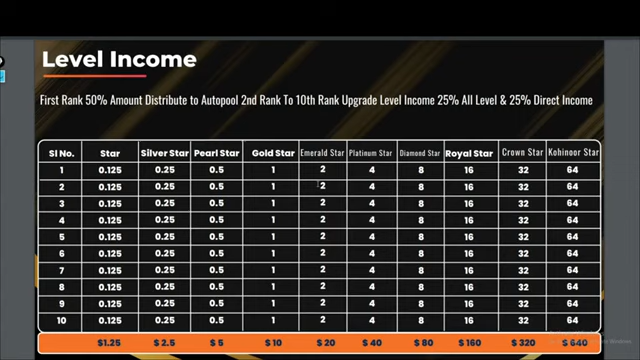 Level Income
First Rank 50% Amount Distribute to Autopool 2nd Rank To 10th Rank Upgrade Level Income 25% All Level & 25% Direct Income
Sl No. Star Silver Star Pearl Star Gold Star Emerald Star Platinum Star Diamond Star Royal Star Crown Star Kohinoor Star
1 0.125 0.25 0.5 1 2 4 8 16 32 64
2 0.125 0.25 0.5 1 2 4 8 16 32 64
3 0.125 0.25 0.5 1 2 4 8 16 32 64
4 0.125 0.25 0.5 1 2 4 8 16 32 64
5 0.125 0.25 0.5 1 2 4 8 16 32 64
6 0.125 0.25 0.5 1 2 4 8 16 32 64
7 0.125 0.25 0.5 1 2 4 8 16 32 64
8 0.125 0.25 0.5 1 2 4 8 16 32 64
9 0.125 0.25 0.5 1 2 4 8 16 32 64
10 0.125 0.25 0.5 1 2 4 8 16 32 64
$1.25 $ 2.5 $ 5 $ 10 $ 20 $ 40 $ 80 $ 160 $ 320 $ 640